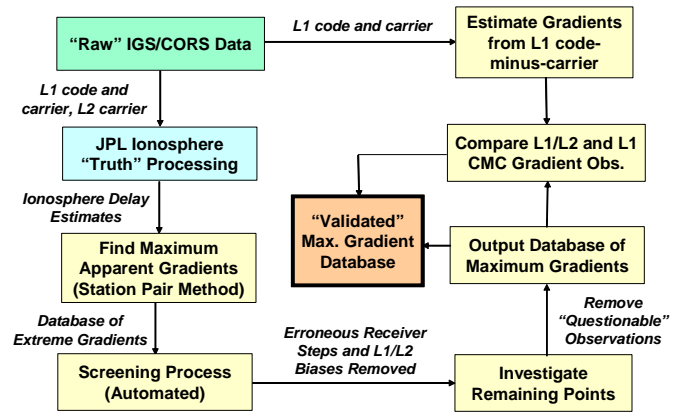 "Raw" IGS/CORS Data
L1 code and carrier
Estimate Gradients
from L1 code-
minus-carrier
L1 code and
carrier, L2 carrier
JPL Ionosphere
"Truth" Processing
Compare L1/L2 and L1
CMC Gradient Obs.
Ionosphere Delay
Estimates
"Validated"
Max. Gradient
Database
Find Maximum
Apparent Gradients
(Station Pair Method)
Output Database of
Maximum Gradients
Database of
Extreme Gradients
Erroneous Receiver
Steps and L1/L2
Biases Removed
Remove
"Questionable"
Observations
Screening Process
(Automated)
Investigate
Remaining Points